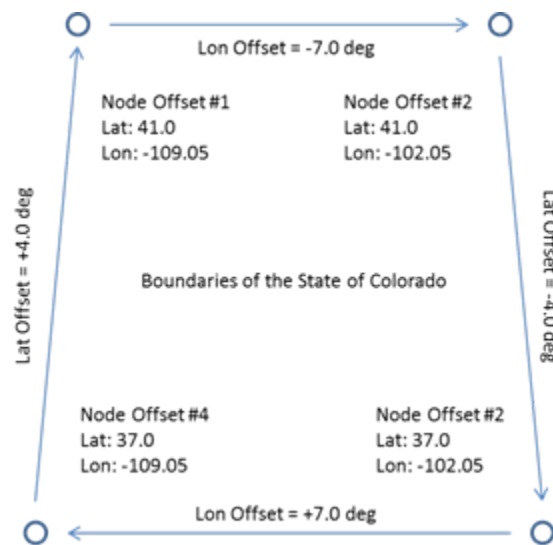 Lon Offset = -7.0 deg
Node Offset #1
Lat: 41.0
Lon: -109.05
Node Offset #2
Lat: 41.0
Lon: -102.05
Lat Offset = +4.0 deg
Lat Offset = -4.0 deg
Boundaries of the State of Colorado
Node Offset #4
Lat: 37.0
Lon: -109.05
Node Offset #2
Lat: 37.0
Lon: -102.05
Lon Offset = +7.0 deg